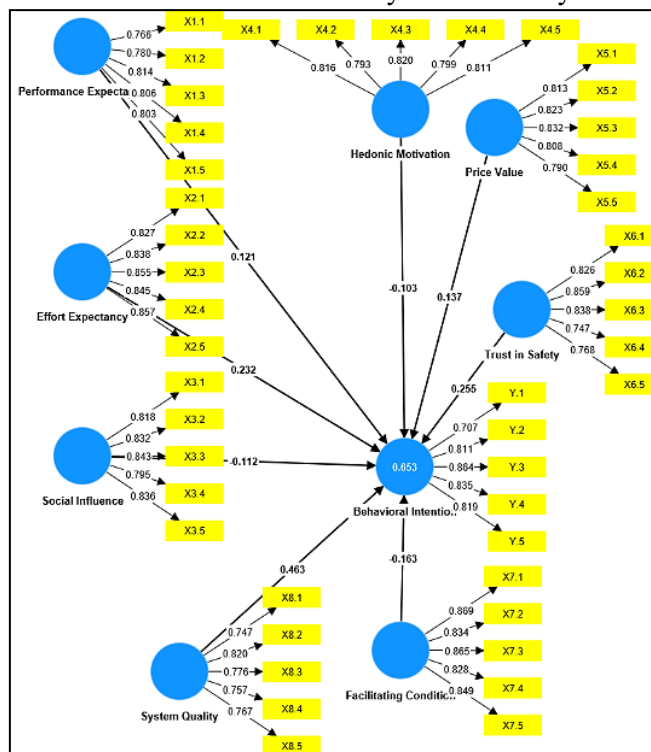 X1.1
X1.2
X1.3
X1.4
X1.5
0.766
0.780
0.814
0.806
0.803
Performance Expecta
0.121
X4.1
X4.2
X4.3
X4.4
X4.5
0.816
0.793
0.820
0.799
0.811
Hedonic Motivation
-0.103
X5.1
X5.2
X5.3
X5.4
X5.5
0.813
0.823
0.832
0.808
0.790
Price Value
0.137
X2.1
X2.2
X2.3
X2.4
X2.5
0.827
0.838
0.855
0.845
0.857
Effort Expectancy
0.232
X6.1
X6.2
X6.3
X6.4
X6.5
0.826
0.859
0.838
0.747
0.768
Trust in Safety
0.255
X3.1
X3.2
X3.3
X3.4
X3.5
0.818
0.832
0.843
0.795
0.836
Social Influence
-0.112
Y.1
Y.2
Y.3
Y.4
Y.5
0.707
0.811
0.864
0.835
0.819
0.653
Behavioral Intention
X8.1
X8.2
X8.3
X8.4
X8.5
0.747
0.820
0.776
0.757
0.767
System Quality
0.463
X7.1
X7.2
X7.3
X7.4
X7.5
0.869
0.834
0.865
0.828
0.849
Facilitating Conditic
-0.163